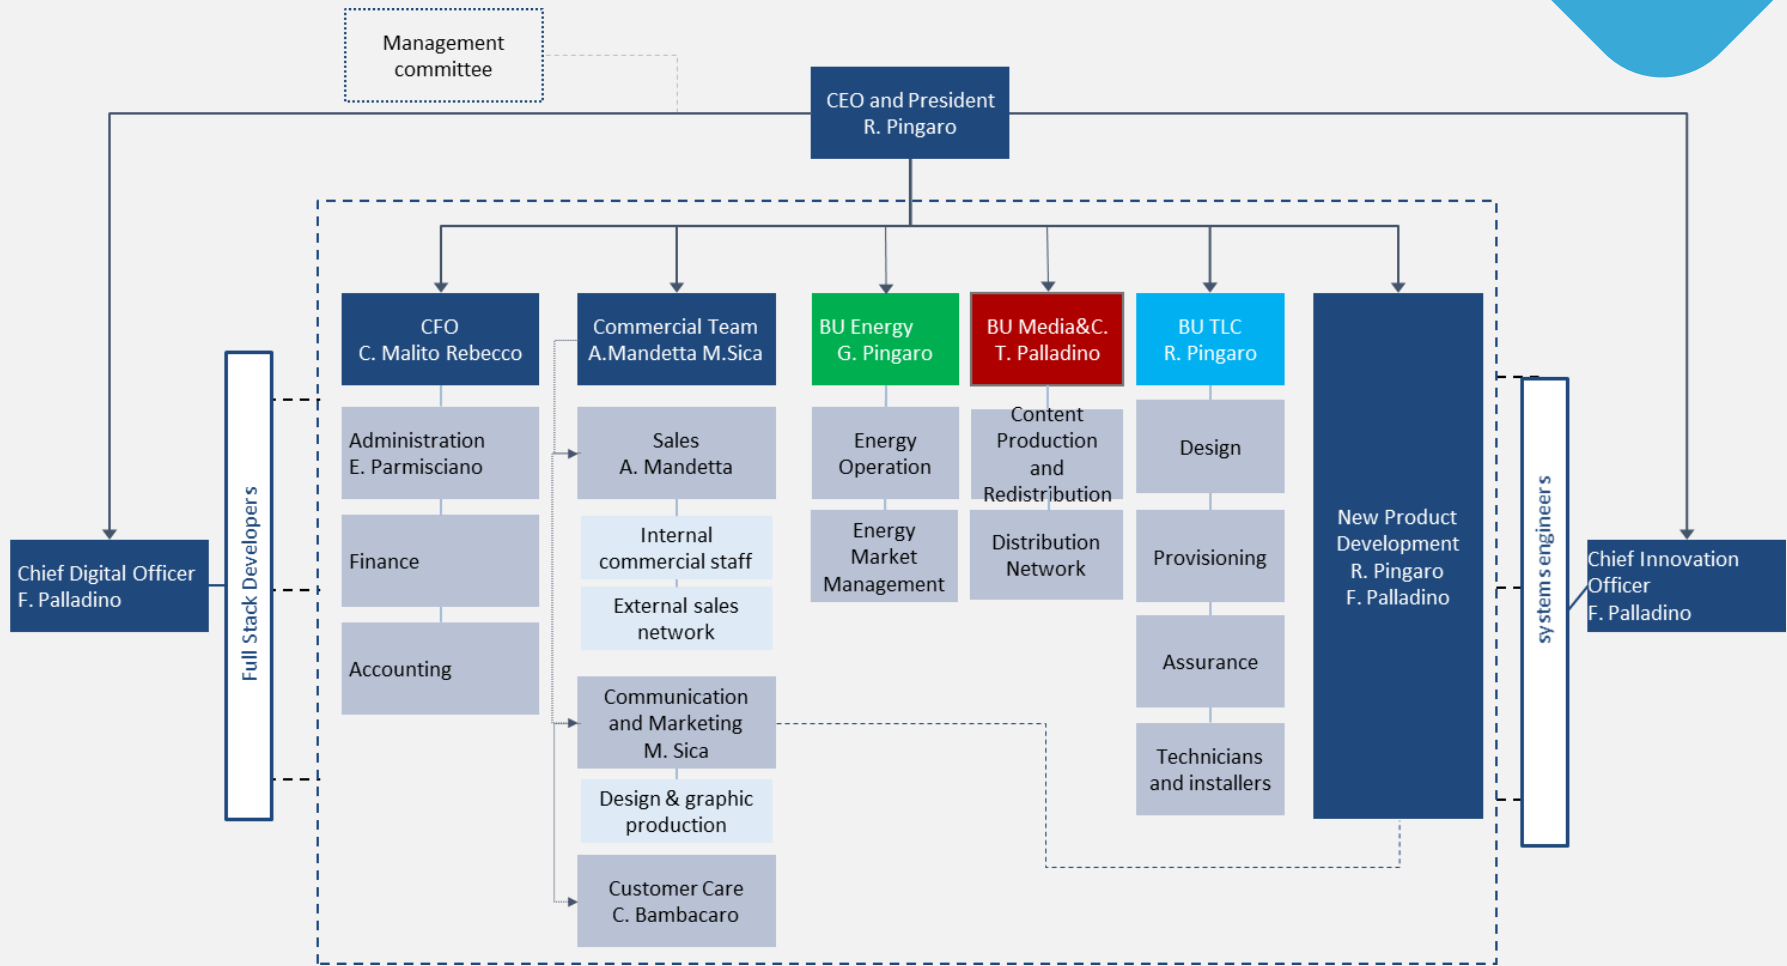 Management
committee
CEO and President
R. Pingaro
CFO
C. Malito Rebecco
Commercial Team
A.Mandetta M.Sica
BU Energy
G. Pingaro
BU Media&C.
T. Palladino
BU TLC
R. Pingaro
Administration
E. Parmisciano
Finance
Accounting
Sales
A. Mandetta
Internal
commercial staff
External sales
network
Communication
and Marketing
M. Sica
Design & graphic
production
Customer Care
C. Bambacaro
Energy
Operation
Energy
Market
Management
Content
Production
and
Redistribution
Distribution
Network
Design
Provisioning
Assurance
Technicians
and installers
New Product
Development
R. Pingaro
F. Palladino
Chief Digital Officer
F. Palladino
Full Stack Developers
system sengineers
Chief Innovation
Officer
F. Palladino